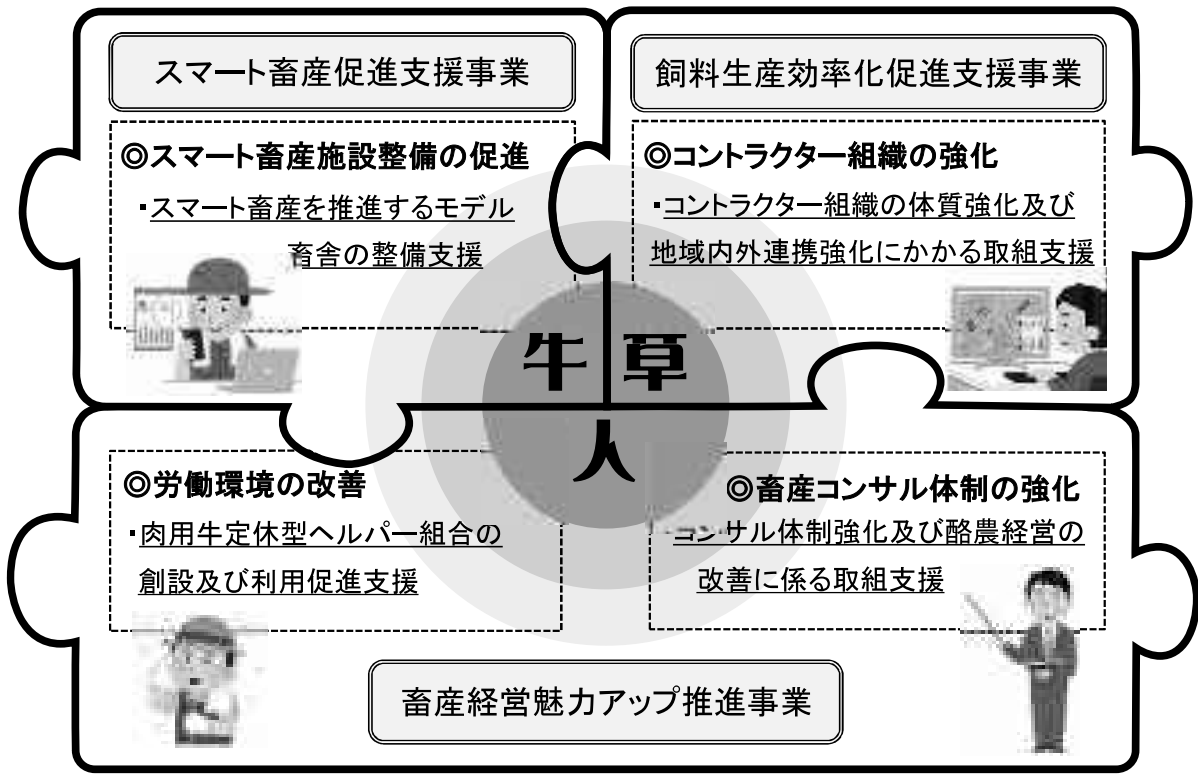 スマート畜産促進支援事業
◎スマート畜産施設整備の促進
・スマート畜産を推進するモデル
畜舎の整備支援
飼料生産効率化促進支援事業
◎コントラクター組織の強化
・コントラクター組織の体質強化及び
地域内外連携強化にかかる取組支援
牛
草
人
◎労働環境の改善
・肉用牛定休型ヘルパー組合の
創設及び利用促進支援
◎畜産コンサル体制の強化
コンサル体制強化及び酪農経営の
改善に係る取組支援
畜産経営魅力アップ推進事業